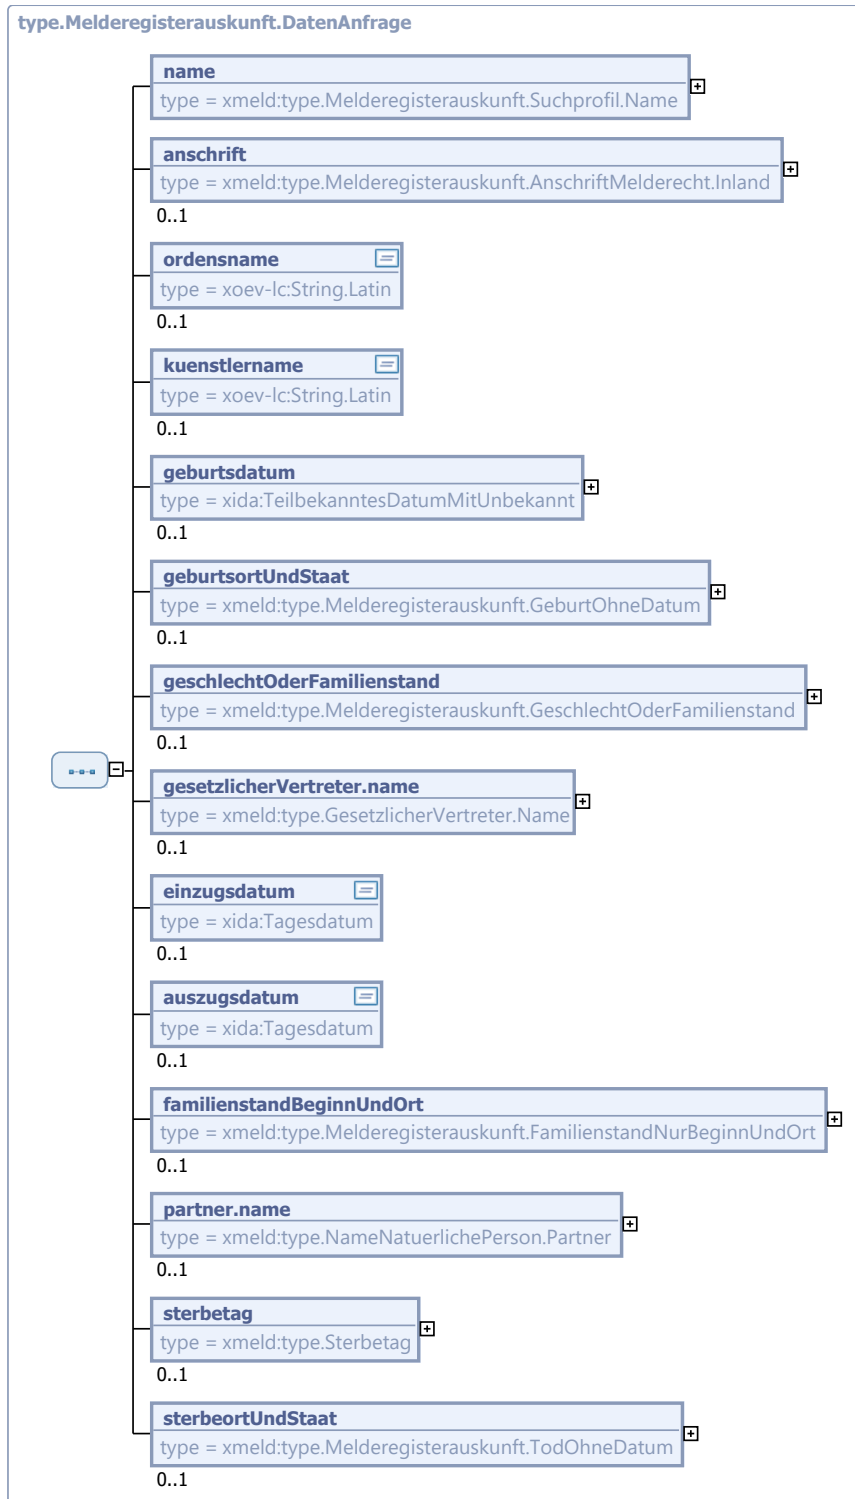 type.Melderegisterauskunft.DatenAnfrage
name
type = xmeld:type.Melderegisterauskunft.Suchprofil.Name
anschrift
type = xmeld:type.Melderegisterauskunft.AnschriftMelderecht.Inland
0..1
ordensname
type = xoev-lc:String.Latin
0..1
kuenstlername
type = xoev-lc:String.Latin
0..1
geburtsdatum
type = xida:TeilbekanntesDatumMitUnbekannt
0..1
geburtsortUndStaat
type = xmeld:type.Melderegisterauskunft.GeburtOhneDatum
0..1
geschlechtOderFamilienstand
type = xmeld:type.Melderegisterauskunft.GeschlechtOderFamilienstand
0..1
gesetzlicherVertreter.name
type = xmeld:type.GesetzlicherVertreter.Name
0..1
einzugsdatum
type = xida:Tagesdatum
0..1
auszugsdatum
type = xida:Tagesdatum
0..1
familienstandBeginnUndOrt
type = xmeld:type.Melderegisterauskunft.FamilienstandNurBeginnUndOrt
0..1
partner.name
type = xmeld:type.NameNatuerlichePerson.Partner
0..1
sterbetag
type = xmeld:type.Sterbetag
0..1
sterbeortUndStaat
type = xmeld:type.Melderegisterauskunft.TodOhneDatum
0..1